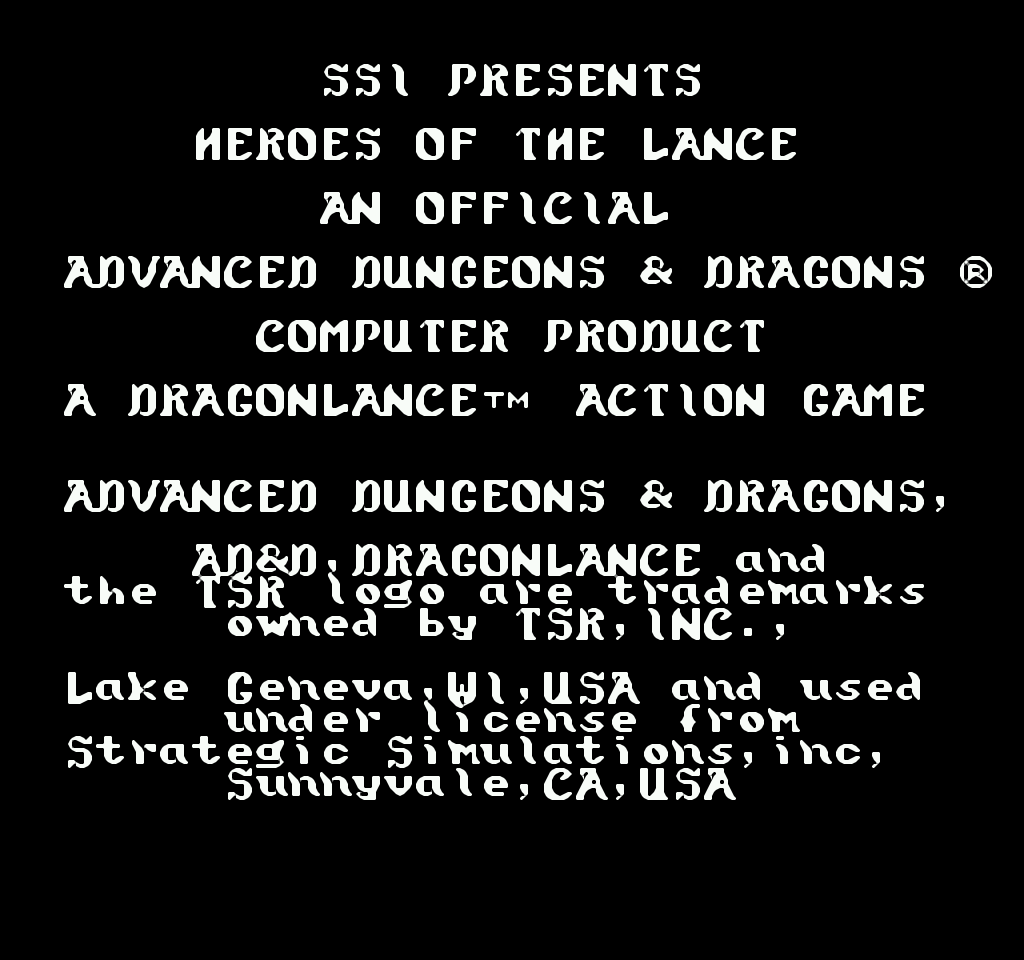 SSI PRESENTS
HEROES OF THE LANCE
AN OFFICIAL
ADVANCED DUNGEONS & DRAGONS ®
COMPUTER PRODUCT
A DRAGONLANCE™ ACTION GAME
ADVANCED DUNGEONS & DRAGONS,
AD&D,DRAGONLANCE and
the TSR logo are trademarks
owned by TSR,INC.,
Lake Geneva,WI,USA and used
under license from
Strategic Simulations,inc,
Sunnyvale,CA,USA